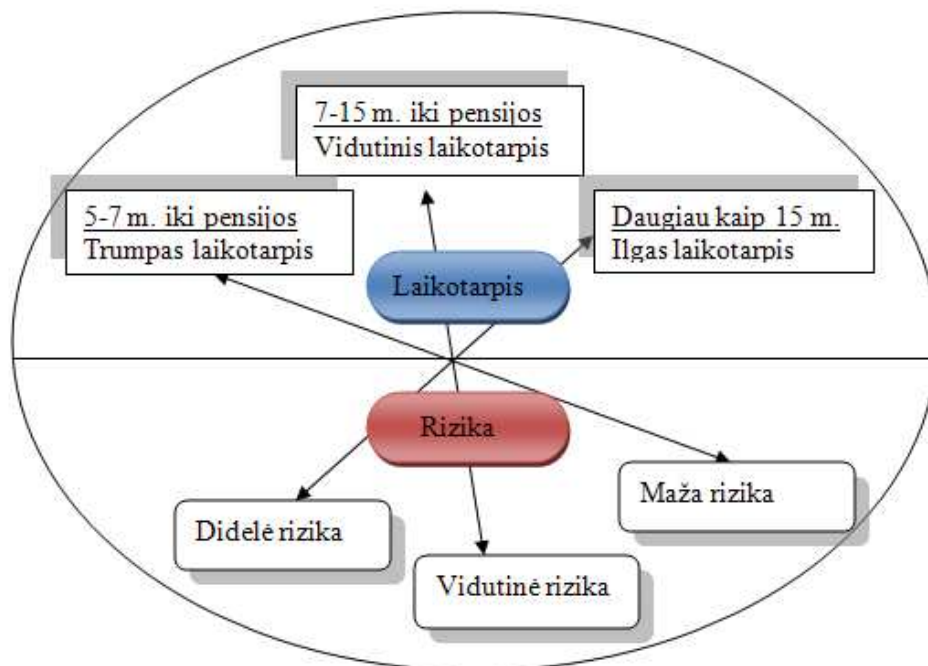 7-15 m. iki pensijos
Vidutinis laikotarpis
5-7 m. iki pensijos
Trumpas laikotarpis
Daugiau kaip 15 m.
Ilgas laikotarpis
Laikotarpis
Rizika
Maža rizika
Didelė rizika
Vidutinė rizika